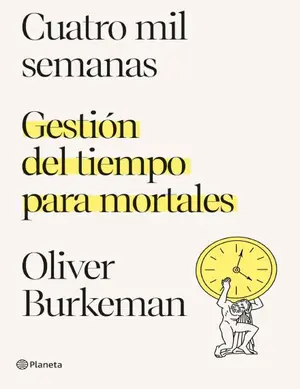 Cuatro mil
semanas
Gestión
del tiempo
para mortales
Oliver
Burkeman
Planeta